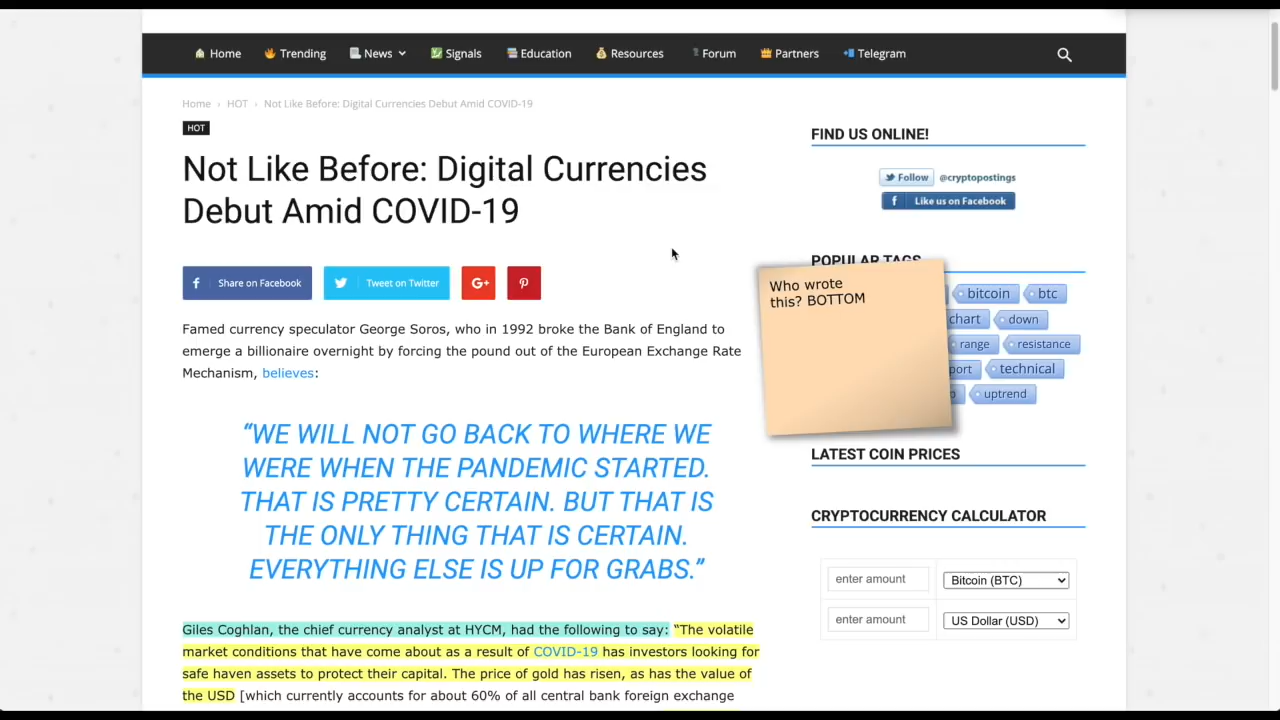 Home Trending News Signals Education Resources Forum Partners Telegram
Home › HOT › Not Like Before: Digital Currencies Debut Amid COVID-19
HOT
Not Like Before: Digital Currencies
Debut Amid COVID-19
Share on Facebook Tweet on Twitter G+
Famed currency speculator George Soros, who in 1992 broke the Bank of England to
emerge a billionaire overnight by forcing the pound out of the European Exchange Rate
Mechanism, believes:
“WE WILL NOT GO BACK TO WHERE WE
WERE WHEN THE PANDEMIC STARTED.
THAT IS PRETTY CERTAIN. BUT THAT IS
THE ONLY THING THAT IS CERTAIN.
EVERYTHING ELSE IS UP FOR GRABS.”
Giles Coghlan, the chief currency analyst at HYCM, had the following to say: “The volatile
market conditions that have come about as a result of COVID-19 has investors looking for
safe haven assets to protect their capital. The price of gold has risen, as has the value of
the USD [which currently accounts for about 60% of all central bank foreign exchange
FIND US ONLINE!
Follow @cryptopostings
Like us on Facebook
POPULAR TAGS
Who wrote
this? BOTTOM
bitcoin btc
chart down
range resistance
technical
uptrend
LATEST COIN PRICES
CRYPTOCURRENCY CALCULATOR
enter amount Bitcoin (BTC)
enter amount US Dollar (USD)